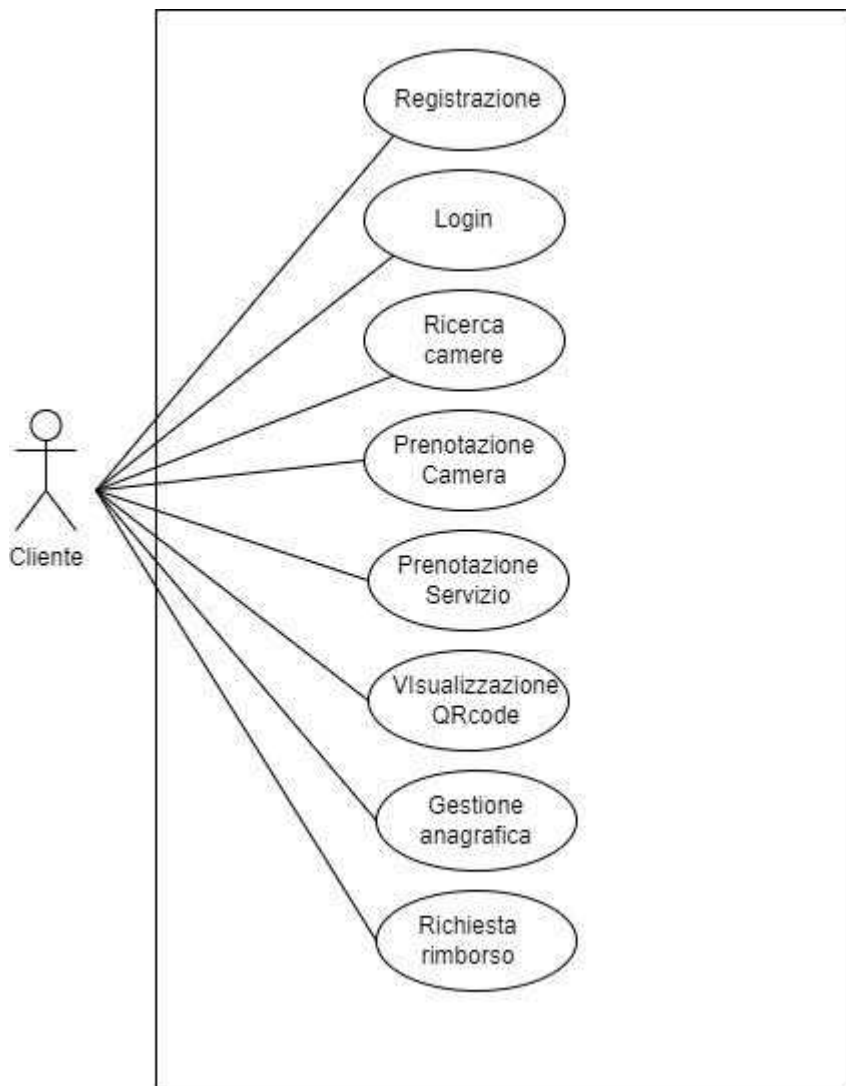 Registrazione
Login
Ricerca
camere
Prenotazione
Camera
Cliente
Prenotazione
Servizio
VIsualizzazione
QRcode
Gestione
anagrafica
Richiesta
rimborso